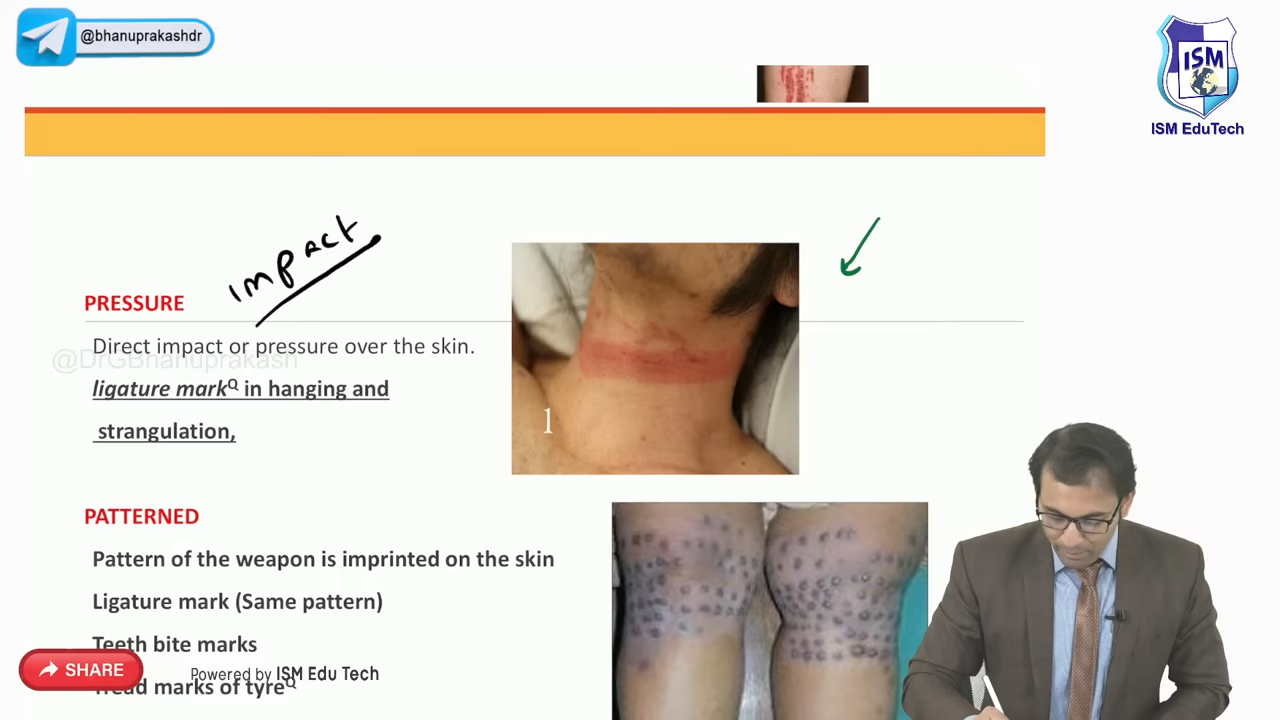 @bhanuprakashdr
ISM
ISM EduTech
Impact
PRESSURE
Direct impact or pressure over the skin.
@DrGBhanuprakash
ligature markQ in hanging and
strangulation,
1
PATTERNED
Pattern of the weapon is imprinted on the skin
Ligature mark (Same pattern)
Teeth bite marks
Tread marks of tyreQ
SHARE
Powered by ISM Edu Tech